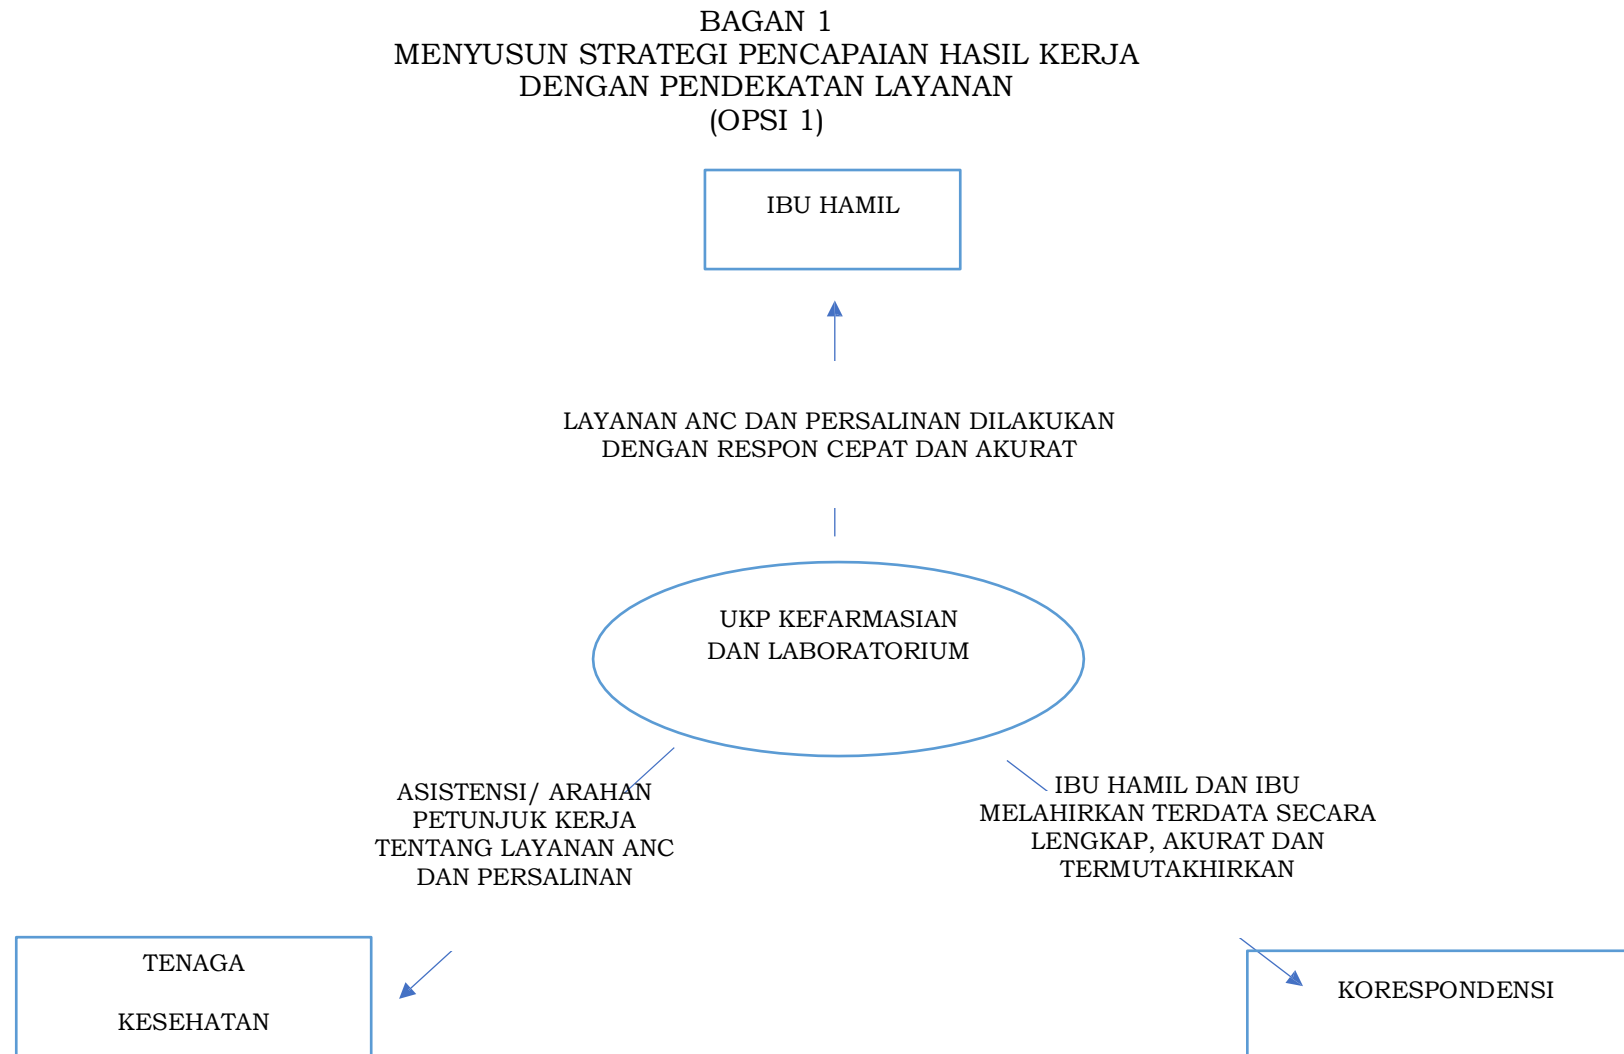 BAGAN 1
MENYUSUN STRATEGI PENCAPAIAN HASIL KERJA
DENGAN PENDEKATAN LAYANAN
(OPSI 1)
IBU HAMIL
LAYANAN ANC DAN PERSALINAN DILAKUKAN
DENGAN RESPON CEPAT DAN AKURAT
UKP KEFARMASIAN
DAN LABORATORIUM
ASISTENSI/ ARAHAN
PETUNJUK KERJA
TENTANG LAYANAN ANC
DAN PERSALINAN
IBU HAMIL DAN IBU
MELAHIRKAN TERDATA SECARA
LENGKAP, AKURAT DAN
TERMUTAKHIRKAN
TENAGA
KESEHATAN
KORESPONDENSI